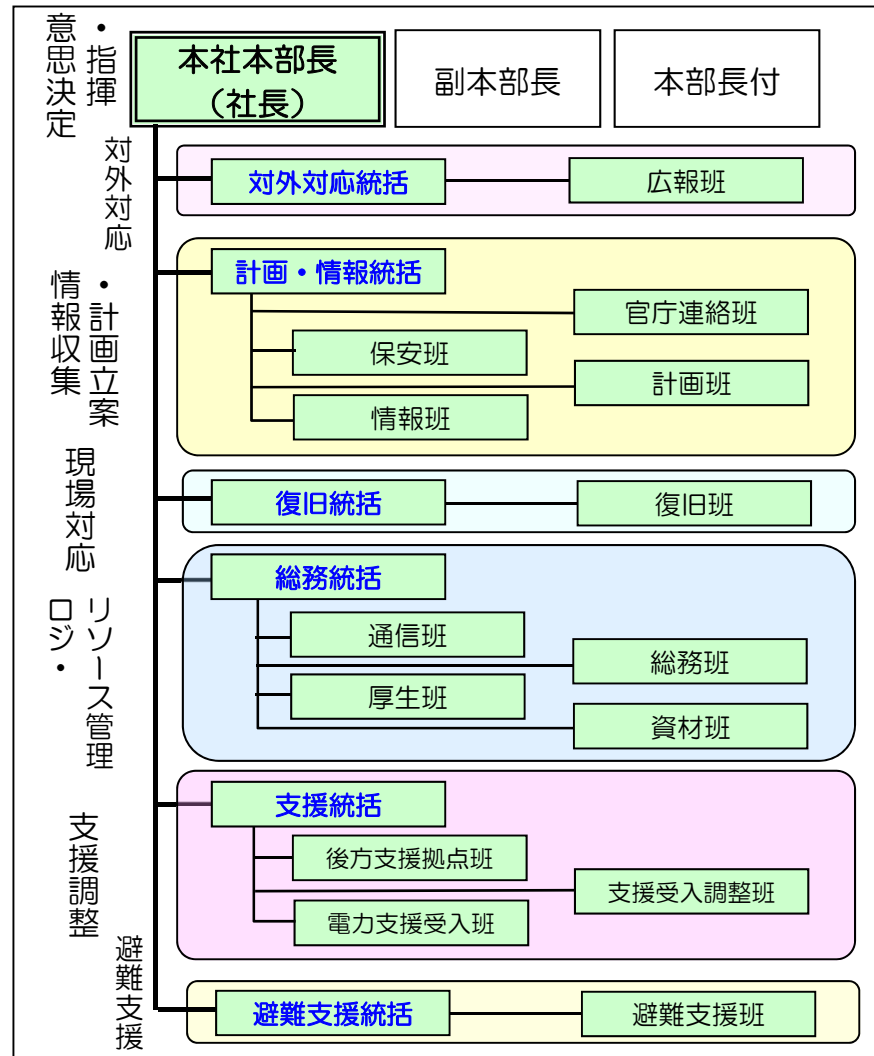 意思決定
・指揮
本社本部長
（社長）
副本部長
本部長付
対外対応
対外対応統括
広報班
情報収集
・計画立案
計画・情報統括
官庁連絡班
保安班
計画班
情報班
現場対応
復旧統括
復旧班
ロジ・
リソース管理
総務統括
通信班
総務班
厚生班
資材班
支援調整
支援統括
後方支援拠点班
支援受入調整班
電力支援受入班
避難支援
避難支援統括
避難支援班